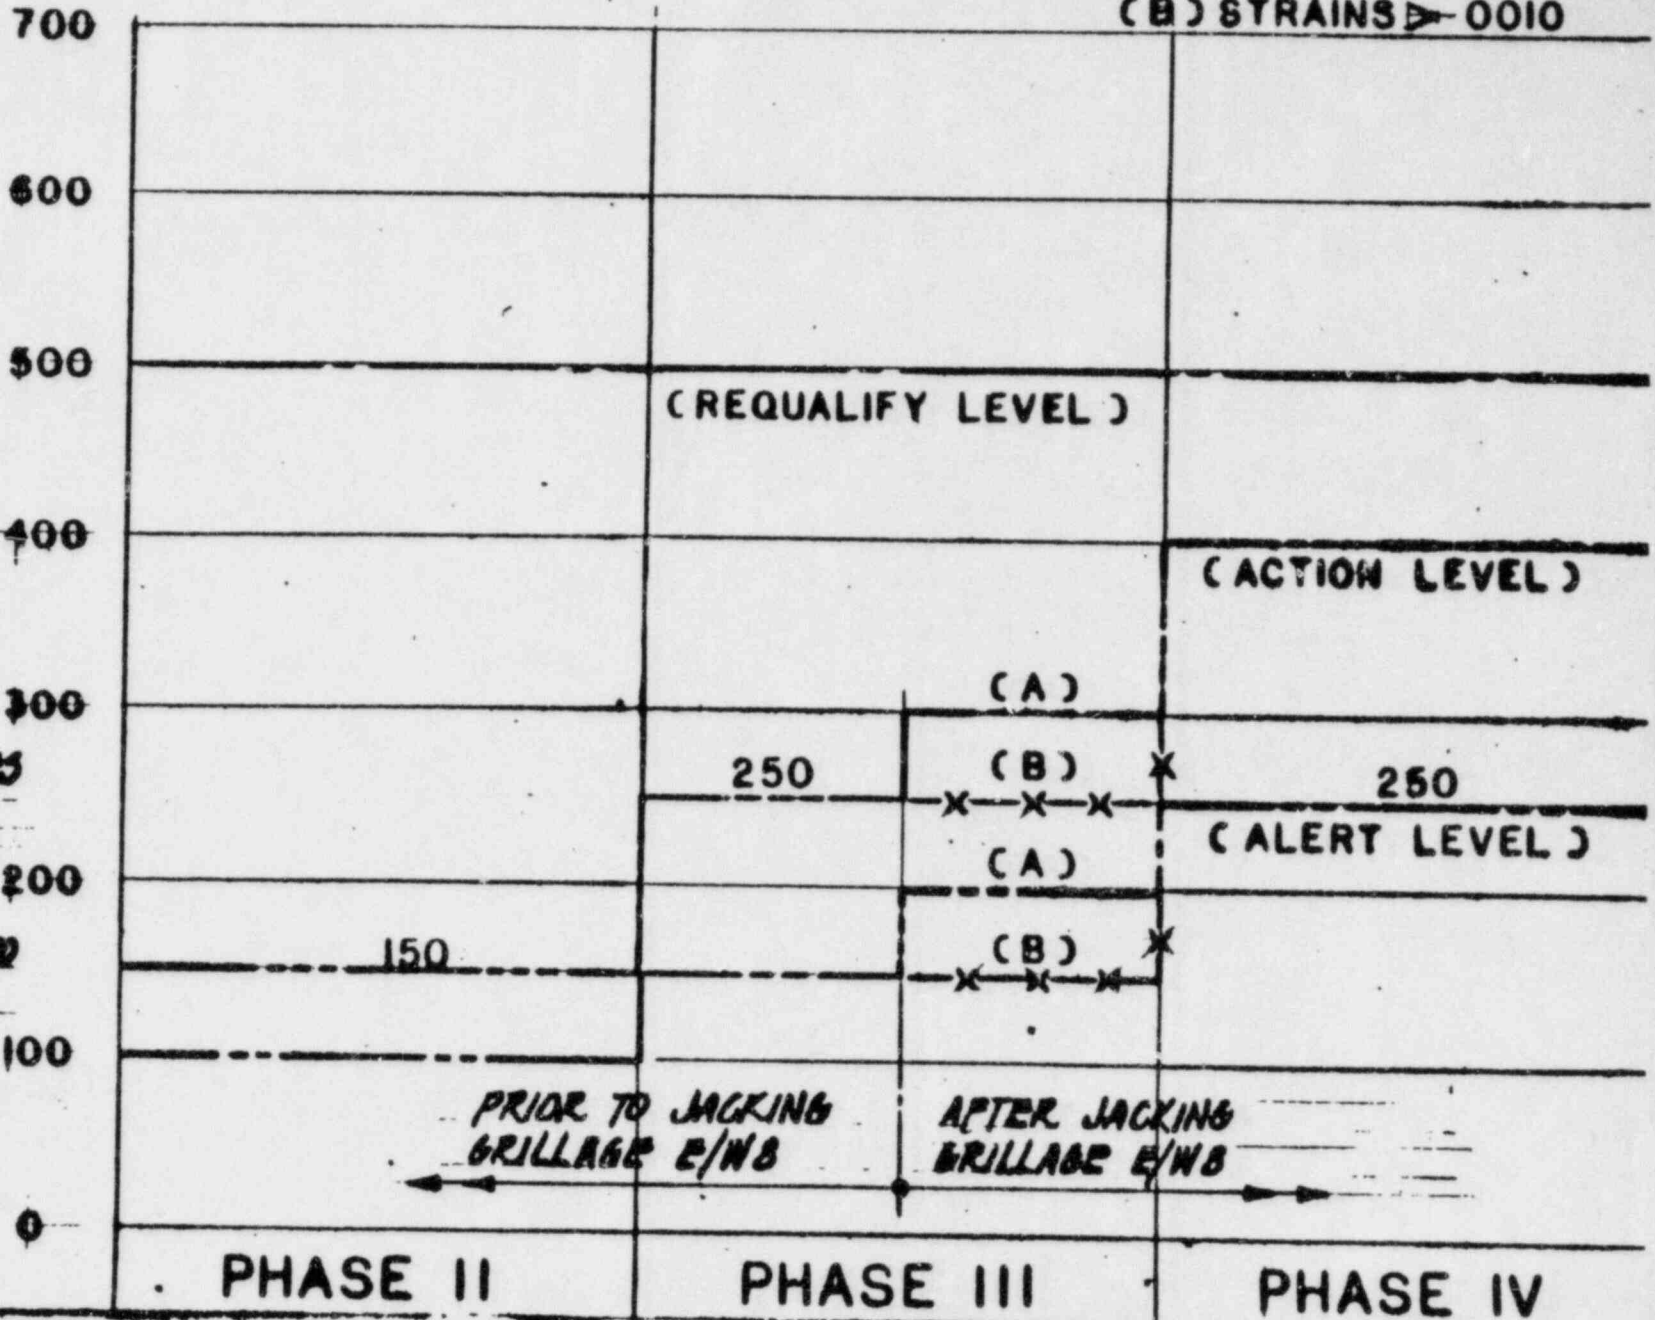 (B) STRAINS > 0010
700
600
500
(REQUALIFY LEVEL)
400
(ACTION LEVEL)
300
(A)
250
(B)
250
(ALERT LEVEL)
200
(A)
150
(B)
100
PRIOR TO JACKING
GRILLAGE E/W8
AFTER JACKING
GRILLAGE E/W8
0
PHASE II
PHASE III
PHASE IV